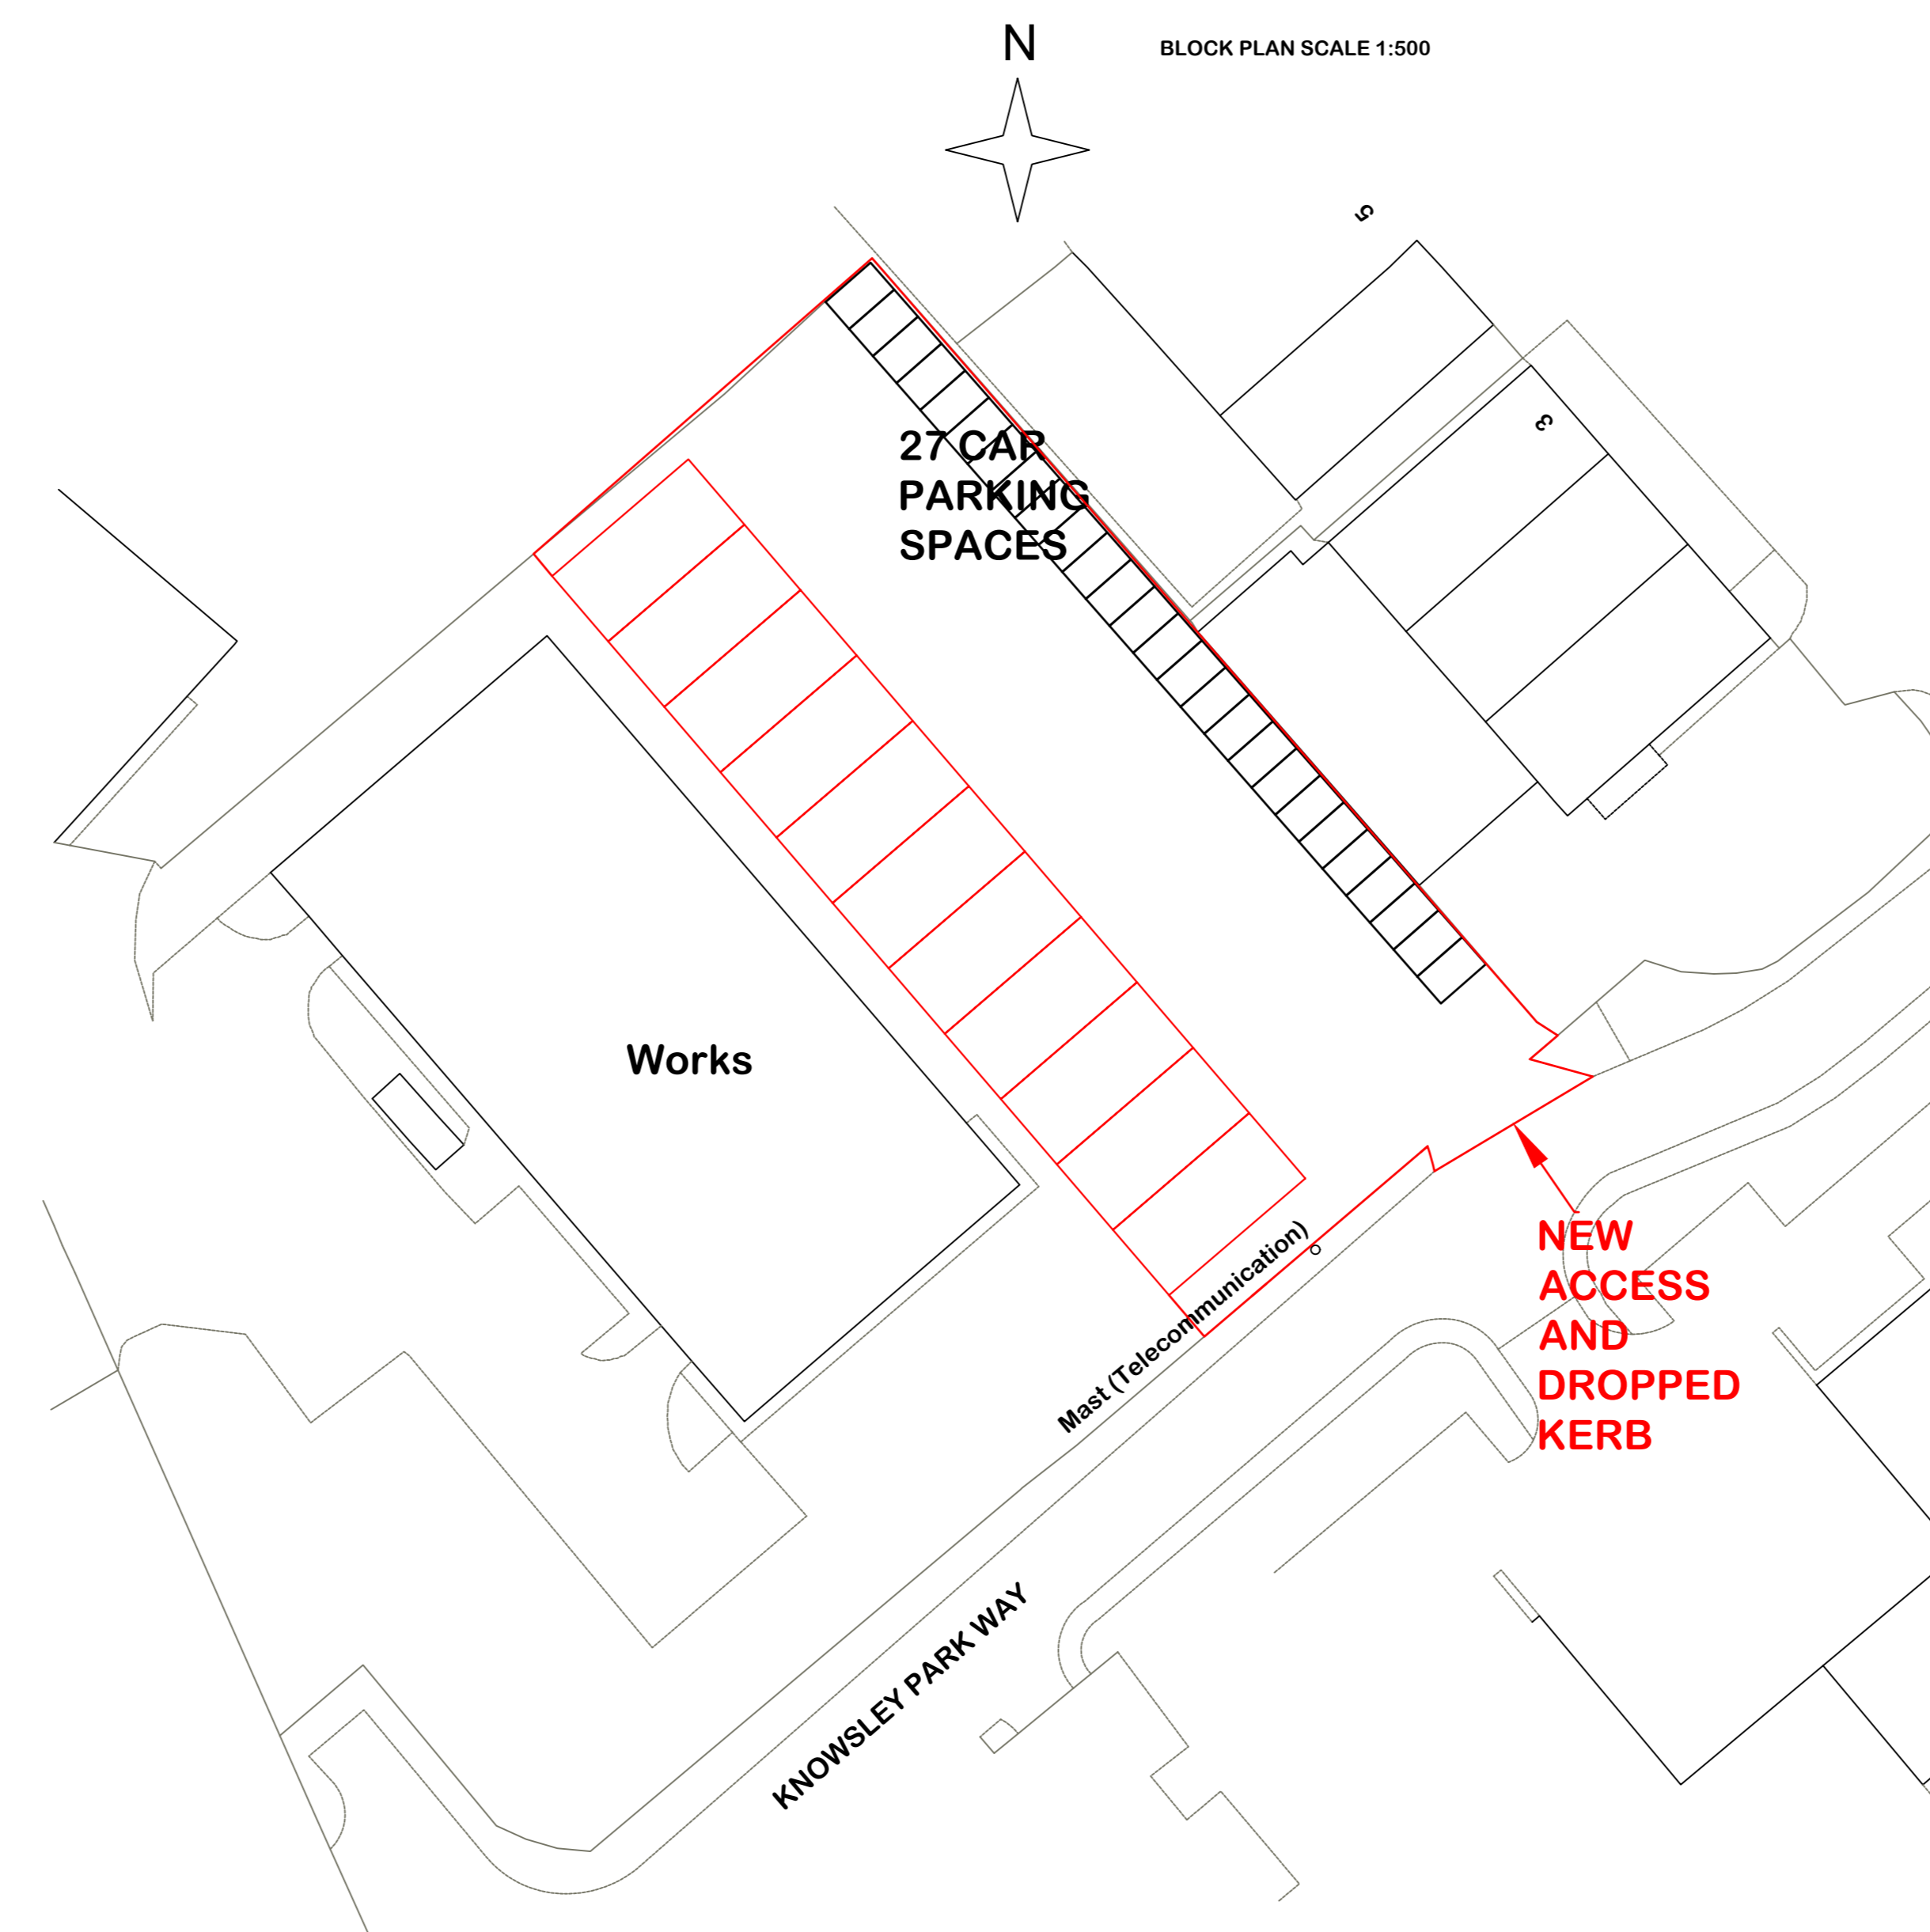 N
BLOCK PLAN SCALE 1:500
5
3
27 CAR
PARKING
SPACES
Works
Mast (Telecommunication)
NEW
ACCESS
AND
DROPPED
KERB
KNOWSLEY PARK WAY